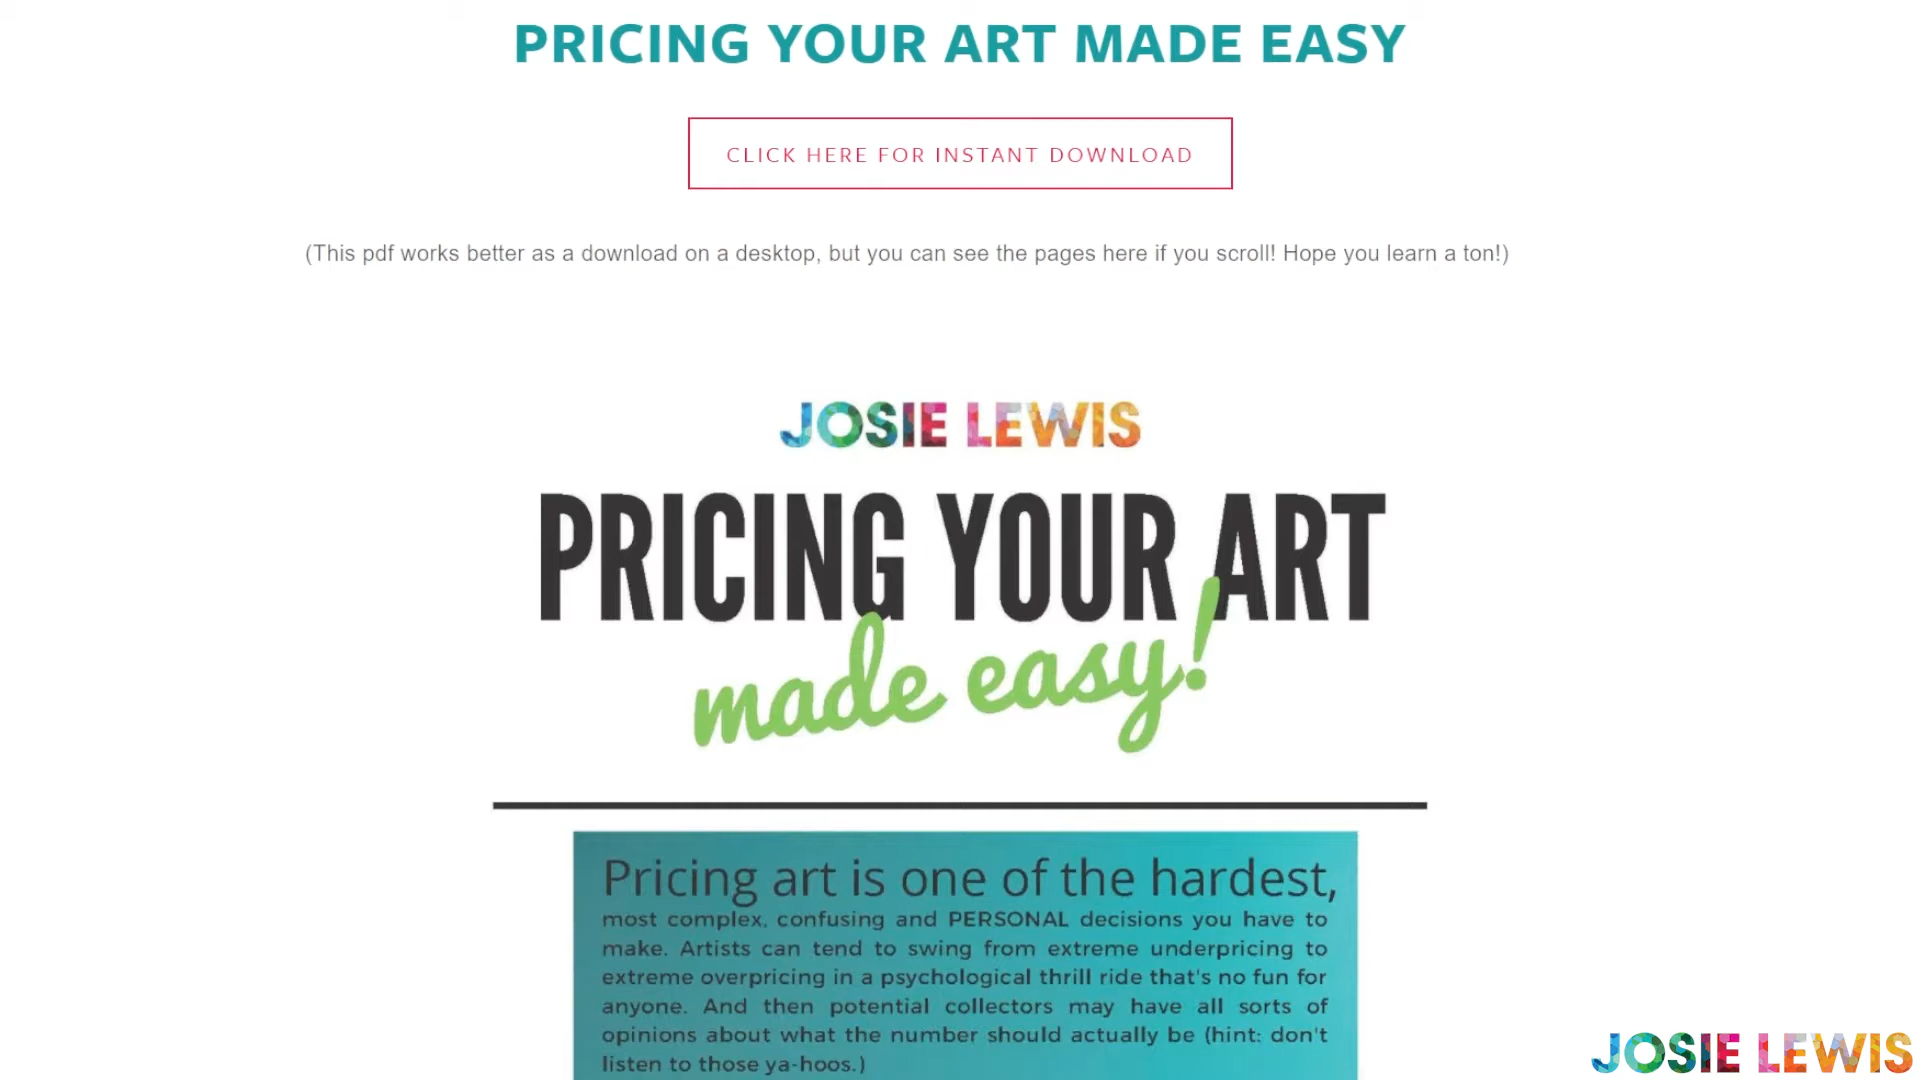 PRICING YOUR ART MADE EASY
CLICK HERE FOR INSTANT DOWNLOAD
(This pdf works better as a download on a desktop, but you can see the pages here if you scroll! Hope you learn a ton!)
JOSIE LEWIS
PRICING YOUR ART
made easy!
Pricing art is one of the hardest,
most complex, confusing and PERSONAL decisions you have to
make. Artists can tend to swing from extreme underpricing to
extreme overpricing in a psychological thrill ride that's no fun for
anyone. And then potential collectors may have all sorts of
opinions about what the number should actually be (hint: don't
listen to those ya-hoos.)
JOSIE LEWIS